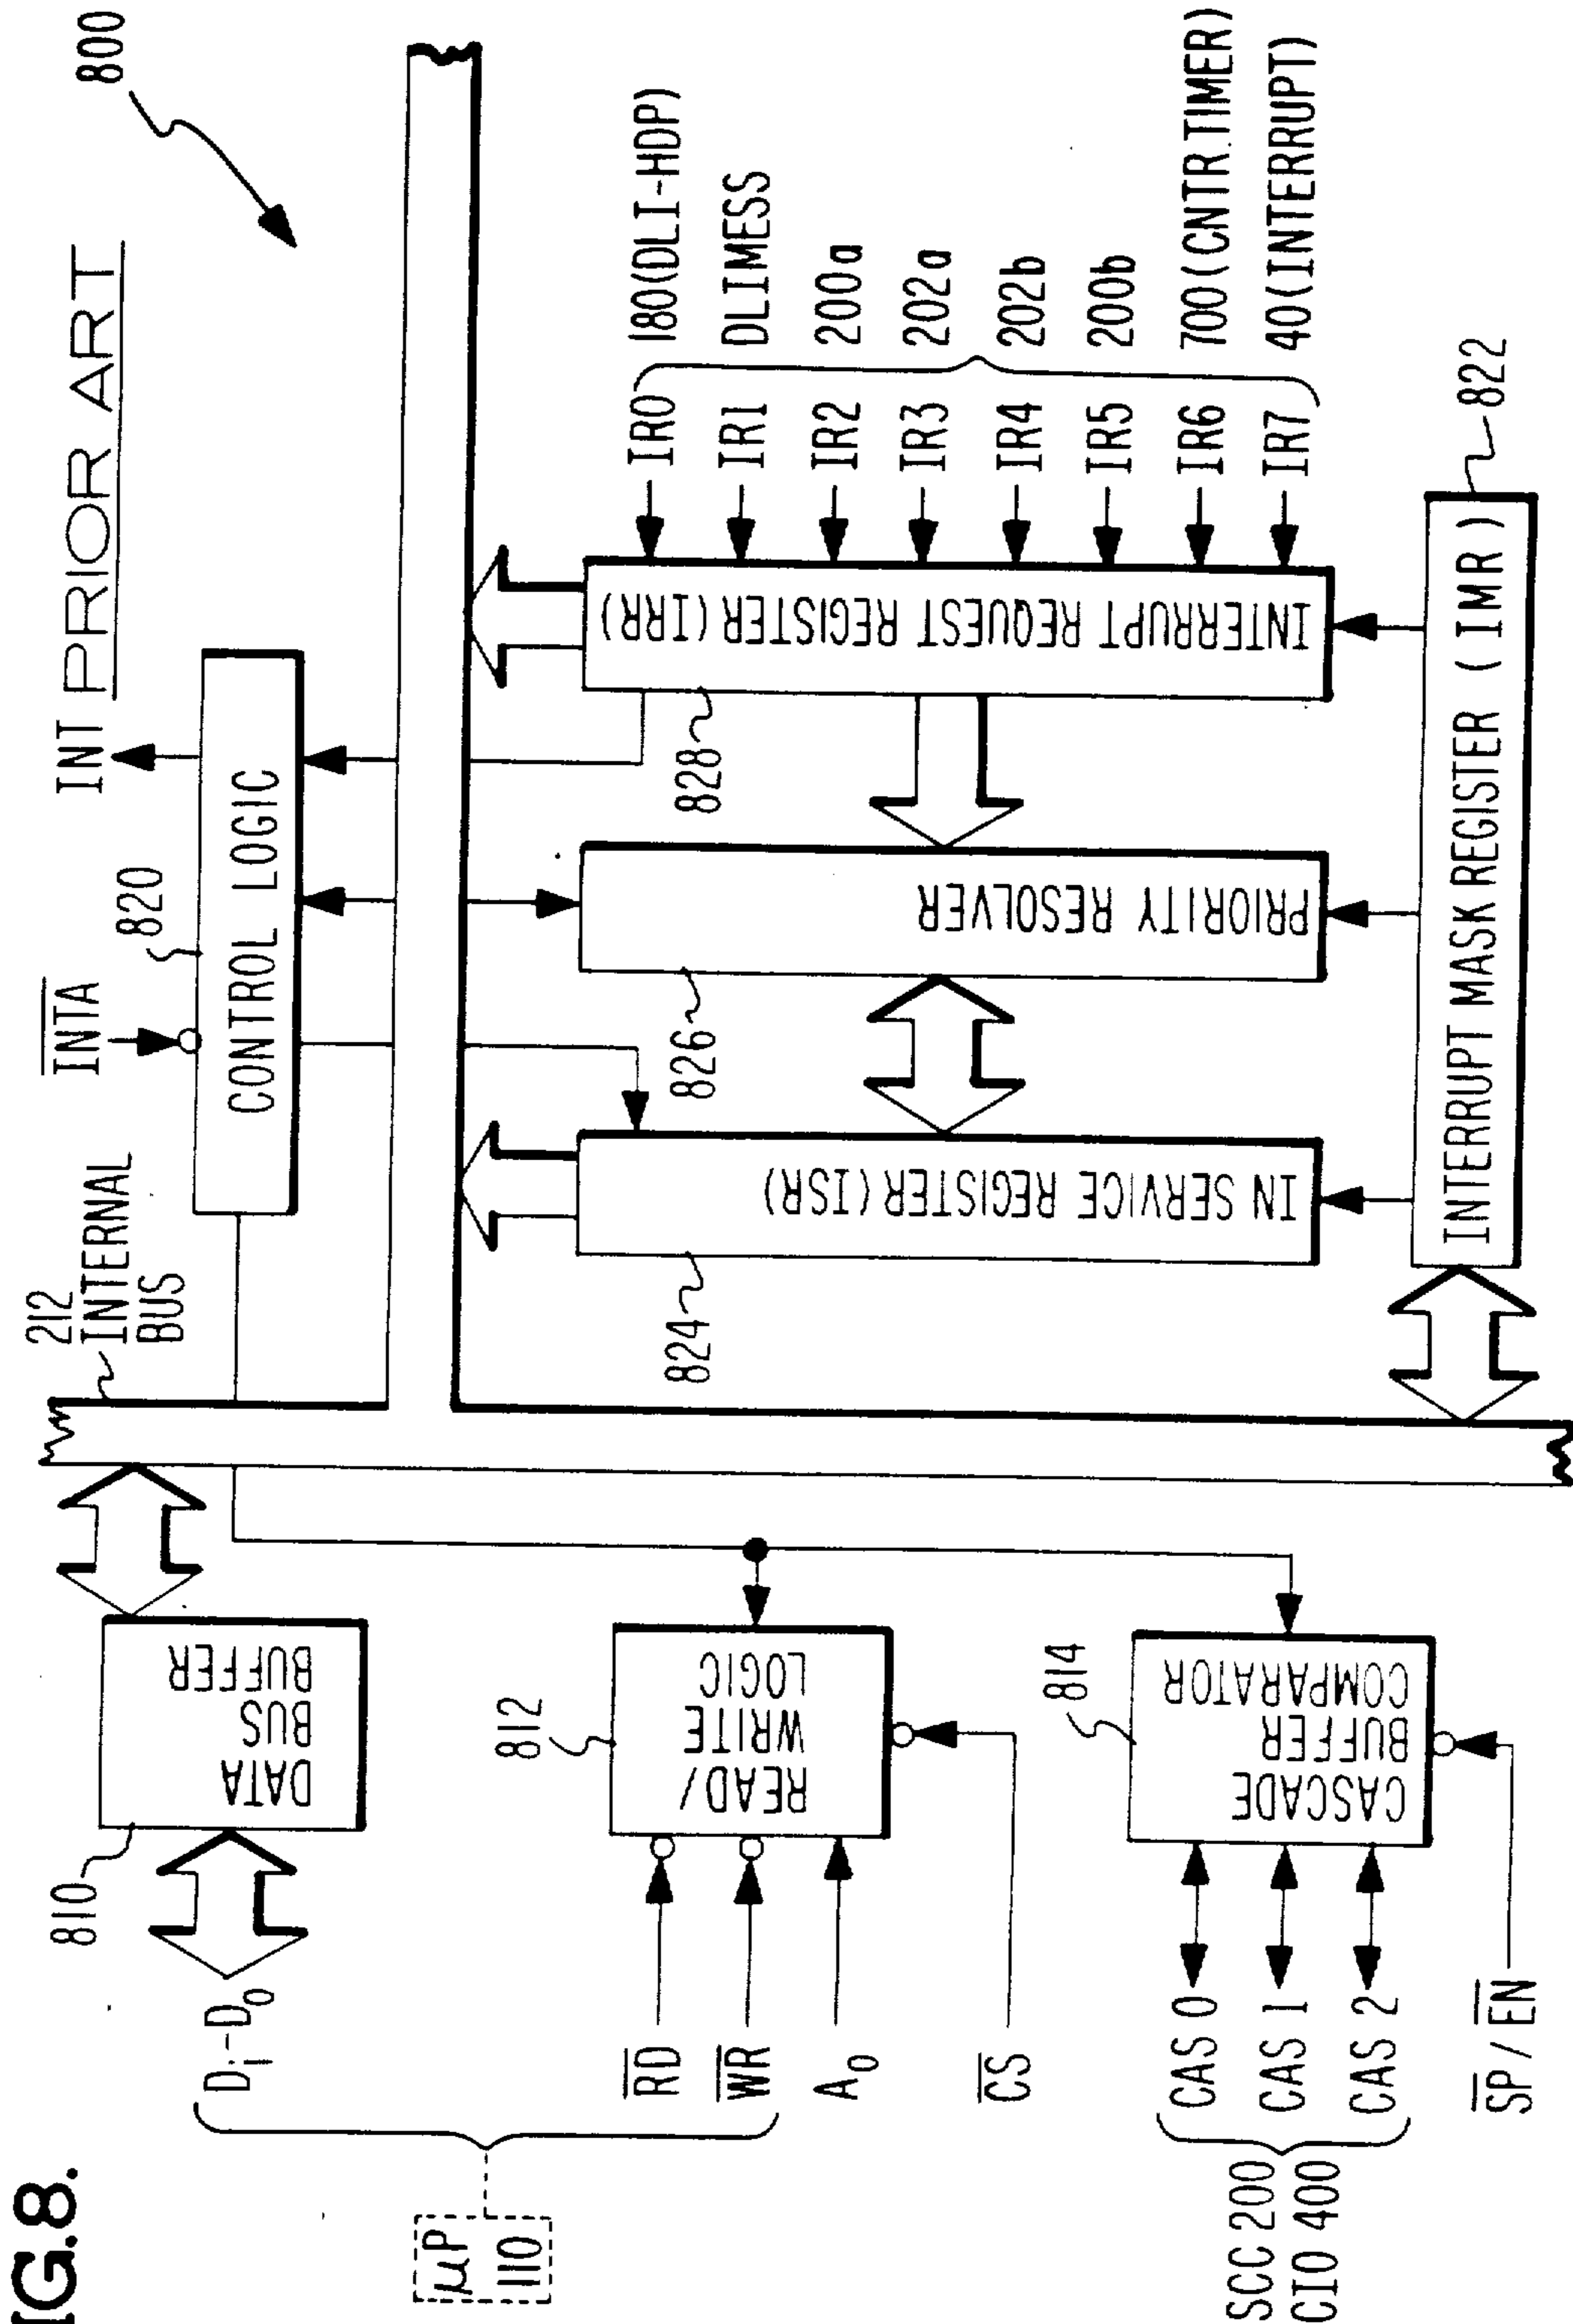 FIG.8.
PRIOR ART
800
μP
110
Di-D0
810
DATA
BUS
BUFFER
212
INTERNAL
BUS
INTA
820
INT
CONTROL LOGIC
RD
WR
A0
CS
812
READ/
WRITE
LOGIC
SCC 200
CIO 400
CAS 0
CAS 1
CAS 2
SP / EN
814
CASCADE
BUFFER
COMPARATOR
824
IN SERVICE REGISTER (ISR)
826
PRIORITY RESOLVER
828
INTERRUPT REQUEST REGISTER (IRR)
IR0 180(DLI-HDP)
IR1 DLIMESS
IR2 200a
IR3 202a
IR4 202b
IR5 200b
IR6 700(CNTR.TIMER)
IR7 40(INTERRUPT)
INTERRUPT MASK REGISTER (IMR)
822